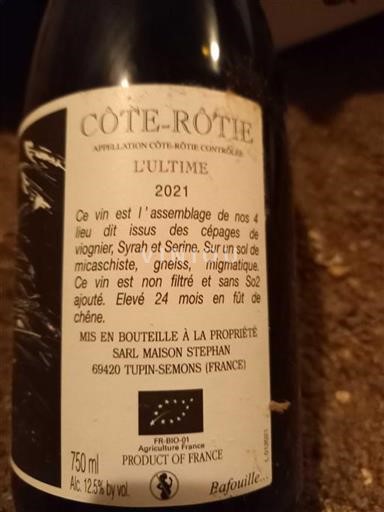 CÔTE-RÔTIE
APPELLATION CÔTE-RÔTIE CONTRÔLÉE
L'ULTIME
2021
Ce vin est l'assemblage de nos 4
lieu dit issus des cépages de
viognier, Syrah et Serine. Sur un sol de
micaschiste, gneiss, migmatique.
Ce vin est non filtré et sans So2
ajouté. Elevé 24 mois en fût de
chêne.
MIS EN BOUTEILLE À LA PROPRIÉTÉ
SARL MAISON STEPHAN
69420 TUPIN-SEMONS (FRANCE)
FR-BIO-01
Agriculture France
750 ml
PRODUCT OF FRANCE
Alc. 12.5% by vol.
Bafouille...